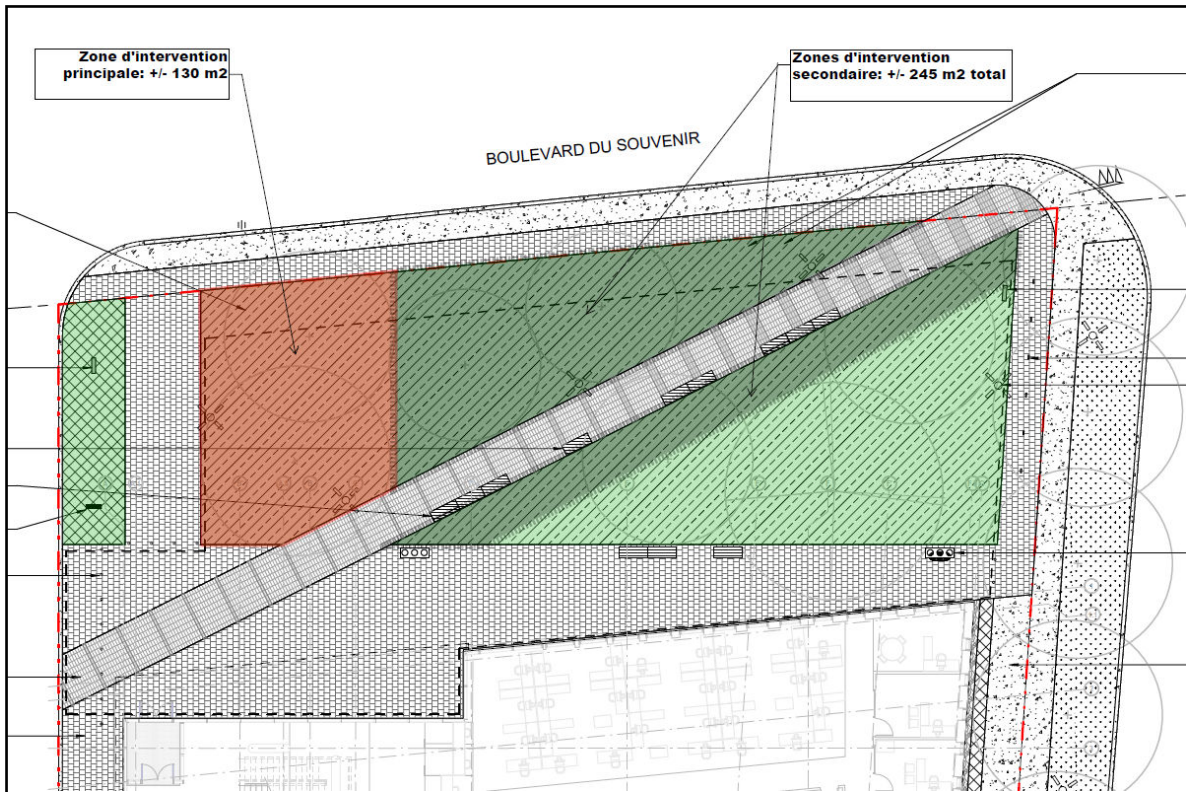 Zone d'intervention
principale: +/- 130 m2
Zones d'intervention
secondaire: +/- 245 m2 total
BOULEVARD DU SOUVENIR